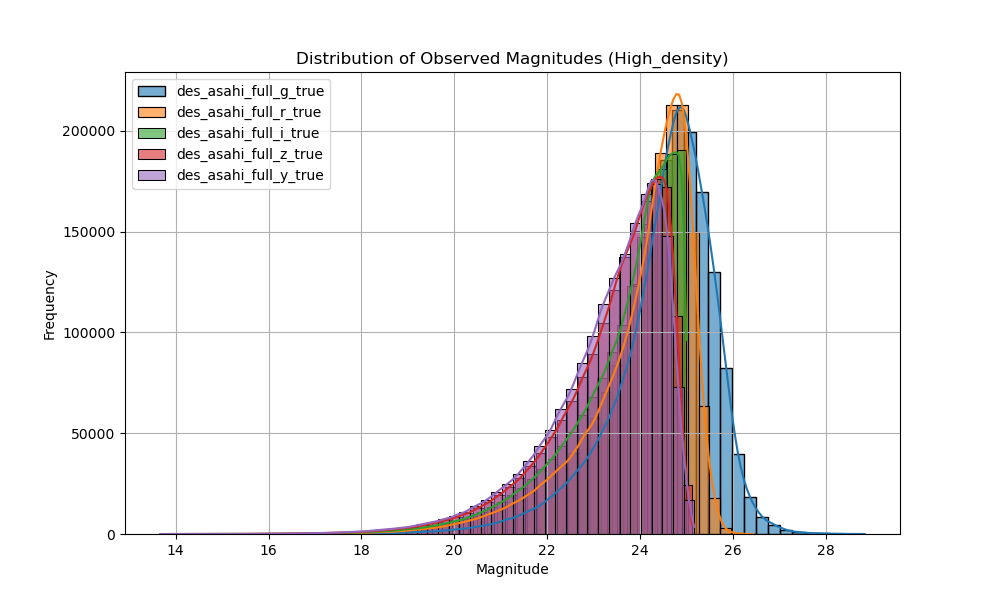 Distribution of Observed Magnitudes (High_density)
des_asahi_full_g_true
des_asahi_full_r_true
des_asahi_full_i_true
des_asahi_full_z_true
des_asahi_full_y_true
Frequency
200000
150000
100000
50000
0
14 16 18 20 22 24 26 28
Magnitude